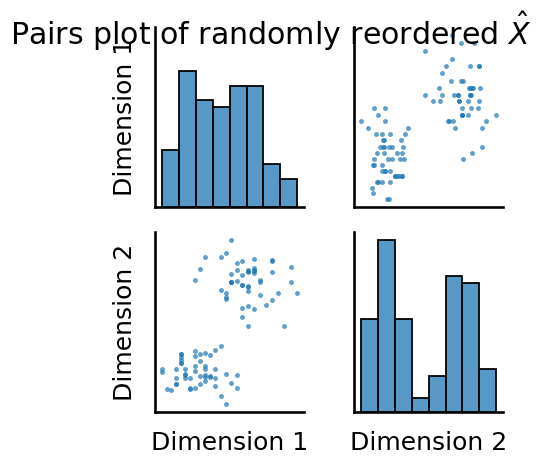 Pairs plot of randomly reordered X̂
Dimension 1
Dimension 2
Dimension 1
Dimension 2